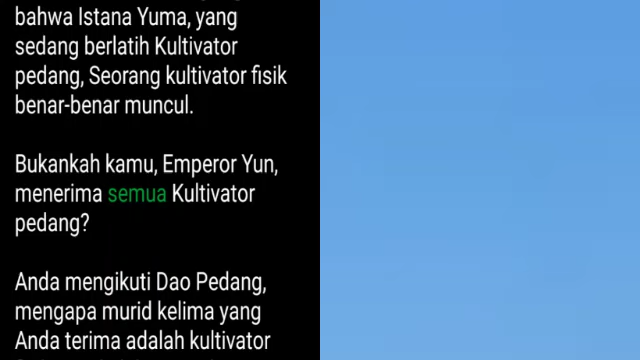 bahwa Istana Yuma, yang
sedang berlatih Kultivator
pedang, Seorang kultivator fisik
benar-benar muncul.
Bukankah kamu, Emperor Yun,
menerima semua Kultivator
pedang?
Anda mengikuti Dao Pedang,
mengapa murid kelima yang
Anda terima adalah kultivator